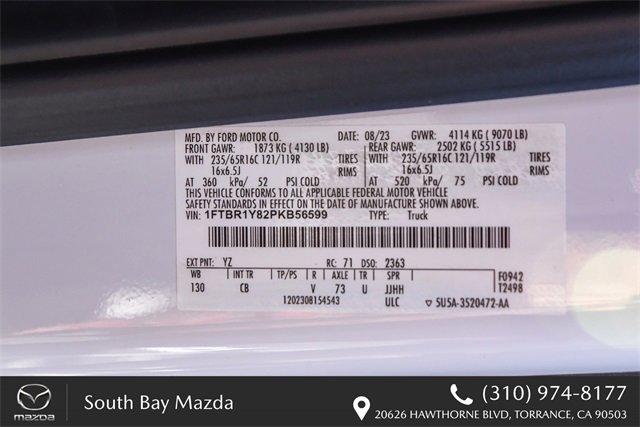 MFD. BY FORD MOTOR CO. DATE: 08/23 GVWR: 4114 KG ( 9070 LB)
FRONT GAWR: 1873 KG ( 4130 LB) REAR GAWR: 2502 KG ( 5515 LB)
WITH 235/65R16C 121/119R TIRES WITH 235/65R16C 121/119R TIRES
16x6.5J RIMS 16x6.5J RIMS
AT 360 kPa/ 52 PSI COLD AT 520 kPa/ 75 PSI COLD
THIS VEHICLE CONFORMS TO ALL APPLICABLE FEDERAL MOTOR VEHICLE
SAFETY STANDARDS IN EFFECT ON THE DATE OF MANUFACTURE SHOWN ABOVE.
VIN: 1FTBR1Y82PKB56599 TYPE: Truck
EXT PNT: YZ RC: 71 DSO: 2363
WB INT TR TP/PS R AXLE TR SPR F0942
130 CB V 73 U JJHH T2498
1202308154543 ULC ▽ 5U5A-3520472-AA
mazda South Bay Mazda (310) 974-8177
20626 HAWTHORNE BLVD, TORRANCE, CA 90503